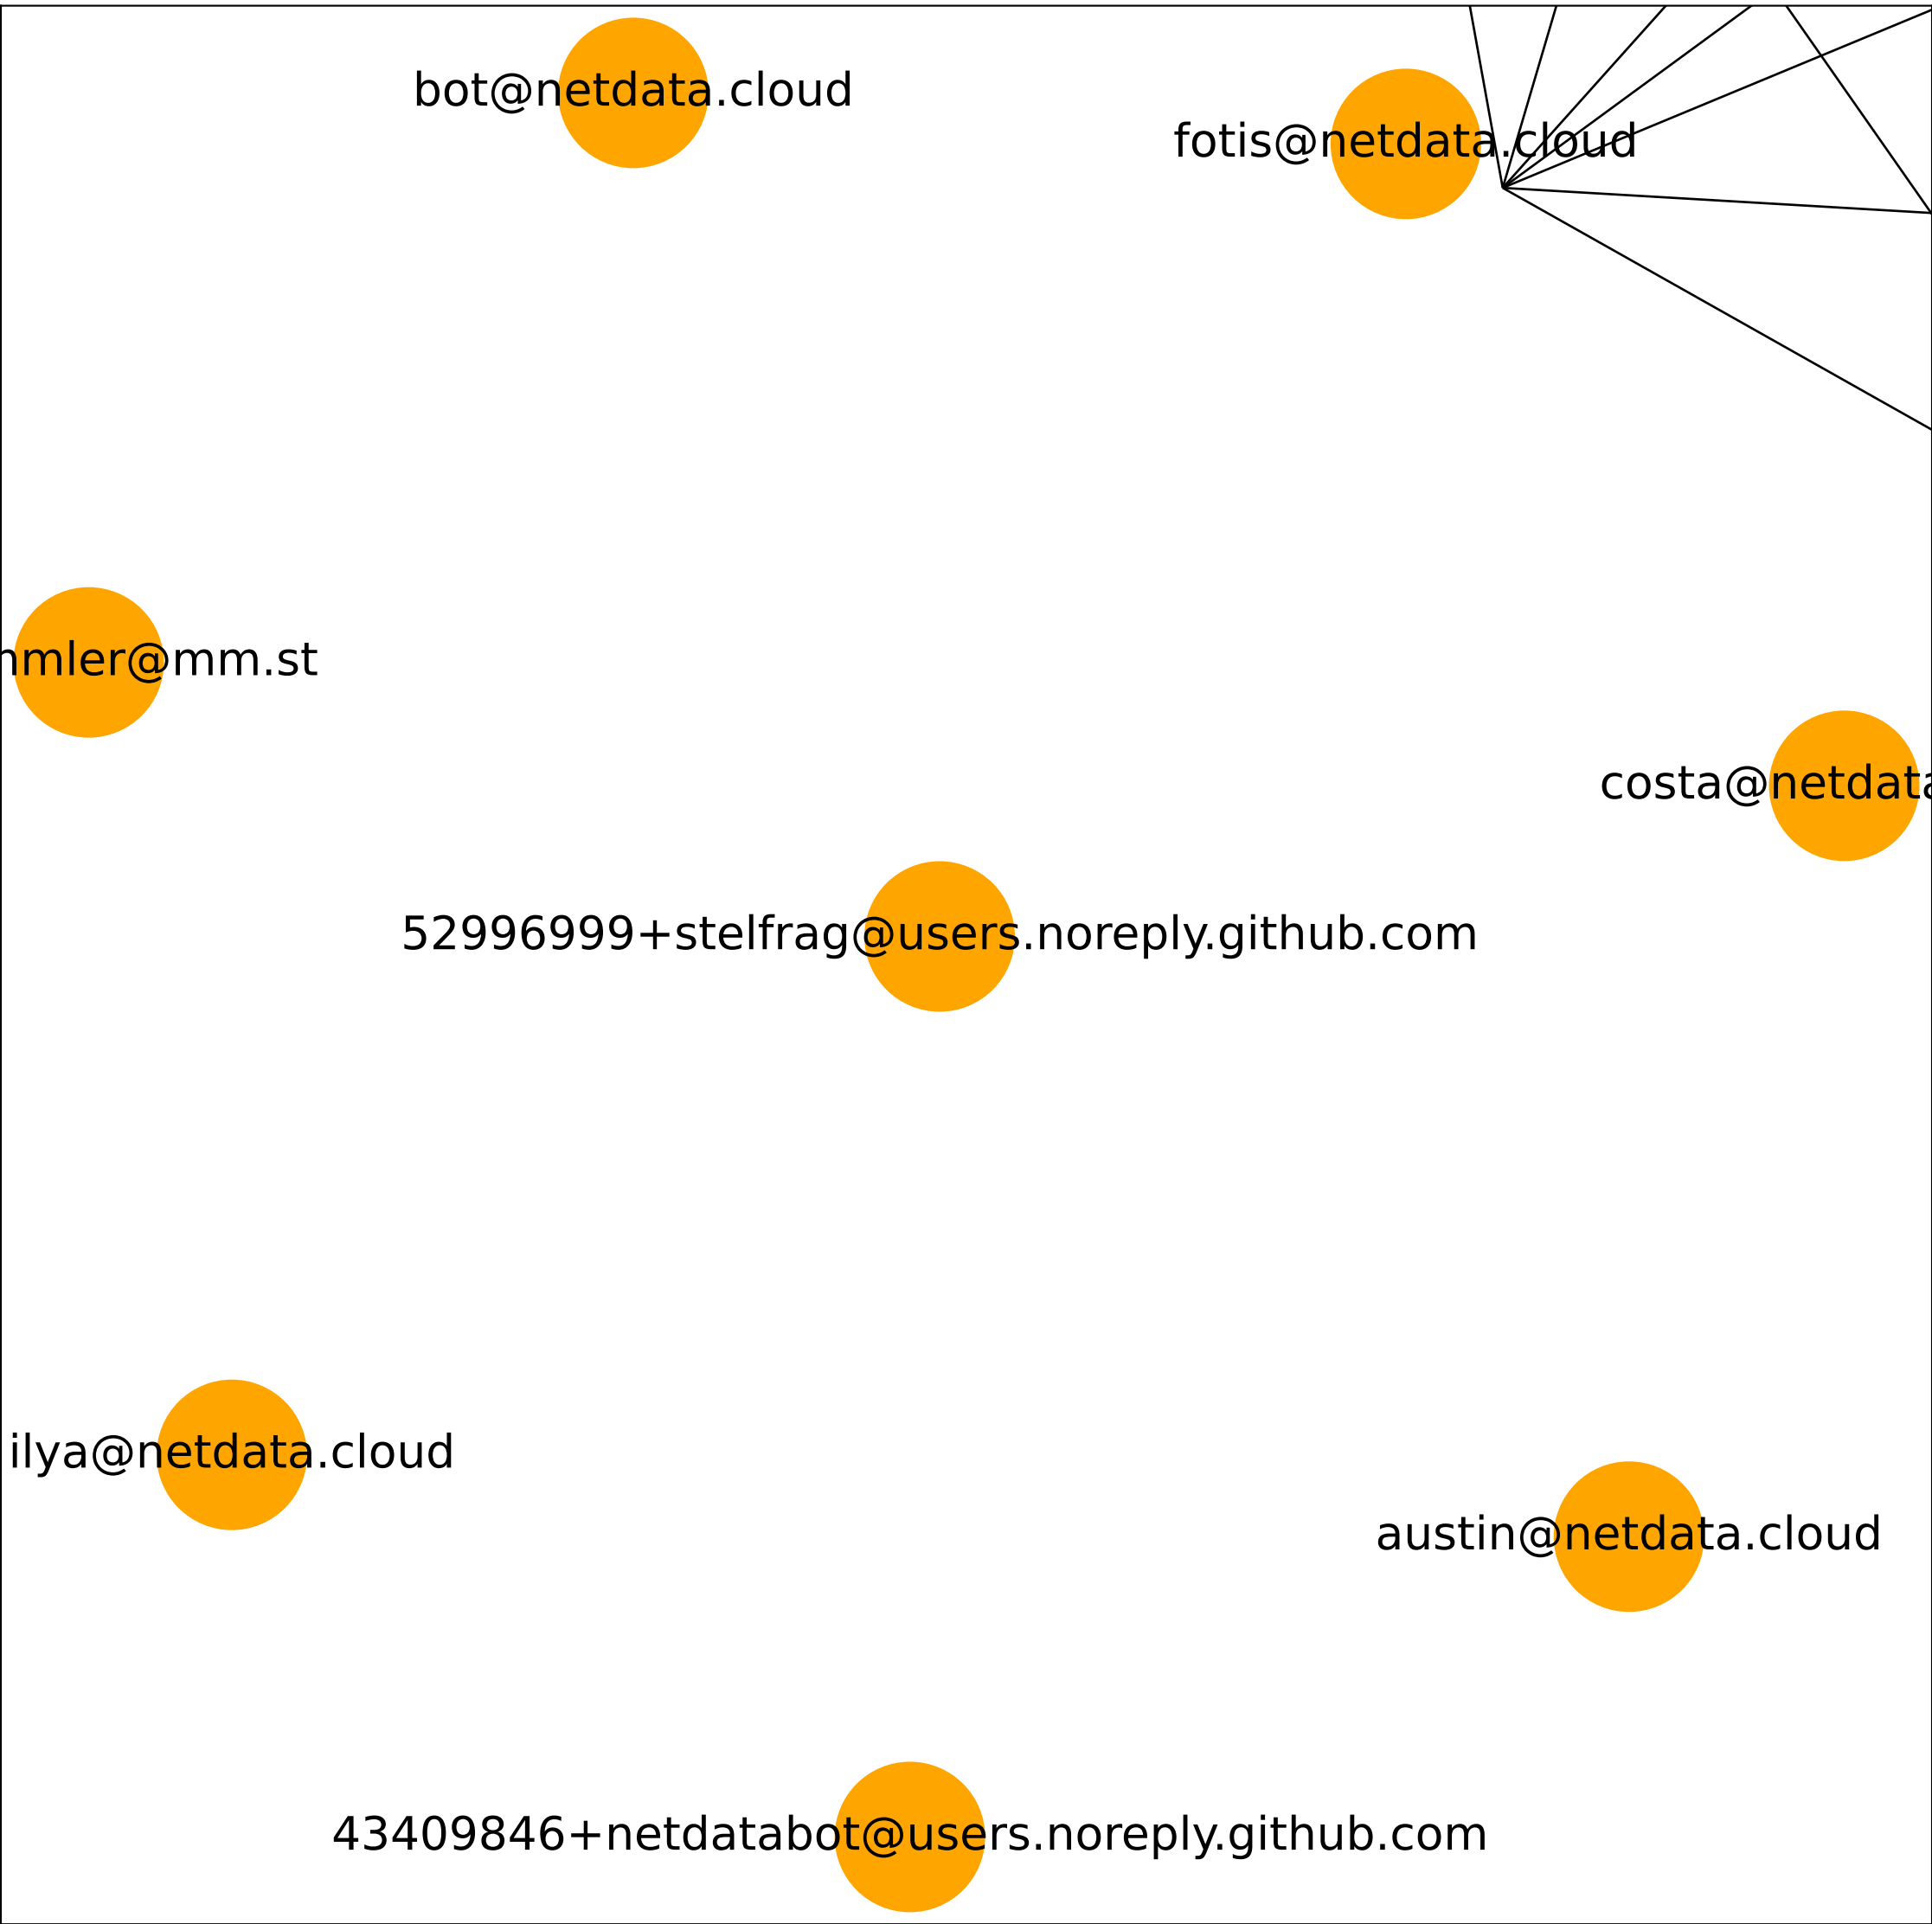 bot@netdata.cloud
fotis@netdata.cloud
mler@mm.st
costa@netdata
52996999+stelfrag@users.noreply.github.com
ilya@netdata.cloud
austin@netdata.cloud
43409846+netdatabot@users.noreply.github.com